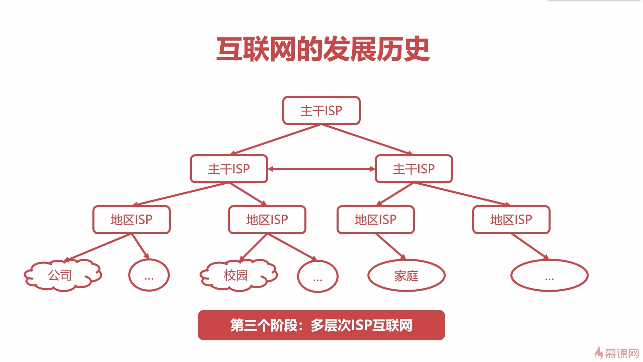 互联网的发展历史
主干ISP
主干ISP
主干ISP
地区ISP
地区ISP
地区ISP
地区ISP
公司
...
校园
...
家庭
...
第三个阶段：多层次ISP互联网
慕课网